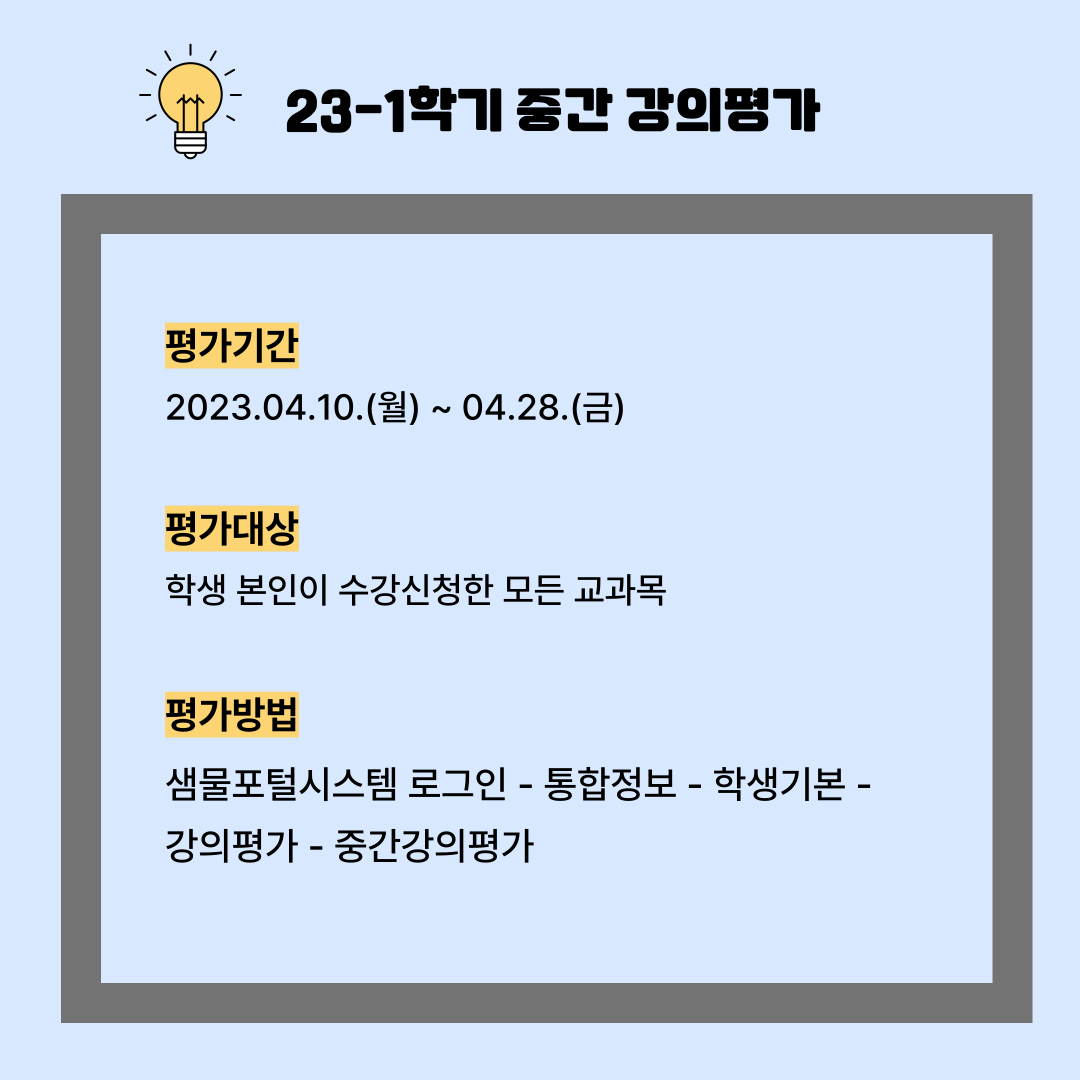 23-1학기 중간 강의평가
평가기간
2023.04.10.(월) ~ 04.28.(금)
평가대상
학생 본인이 수강신청한 모든 교과목
평가방법
샘물포털시스템 로그인 - 통합정보 - 학생기본 -
강의평가 - 중간강의평가